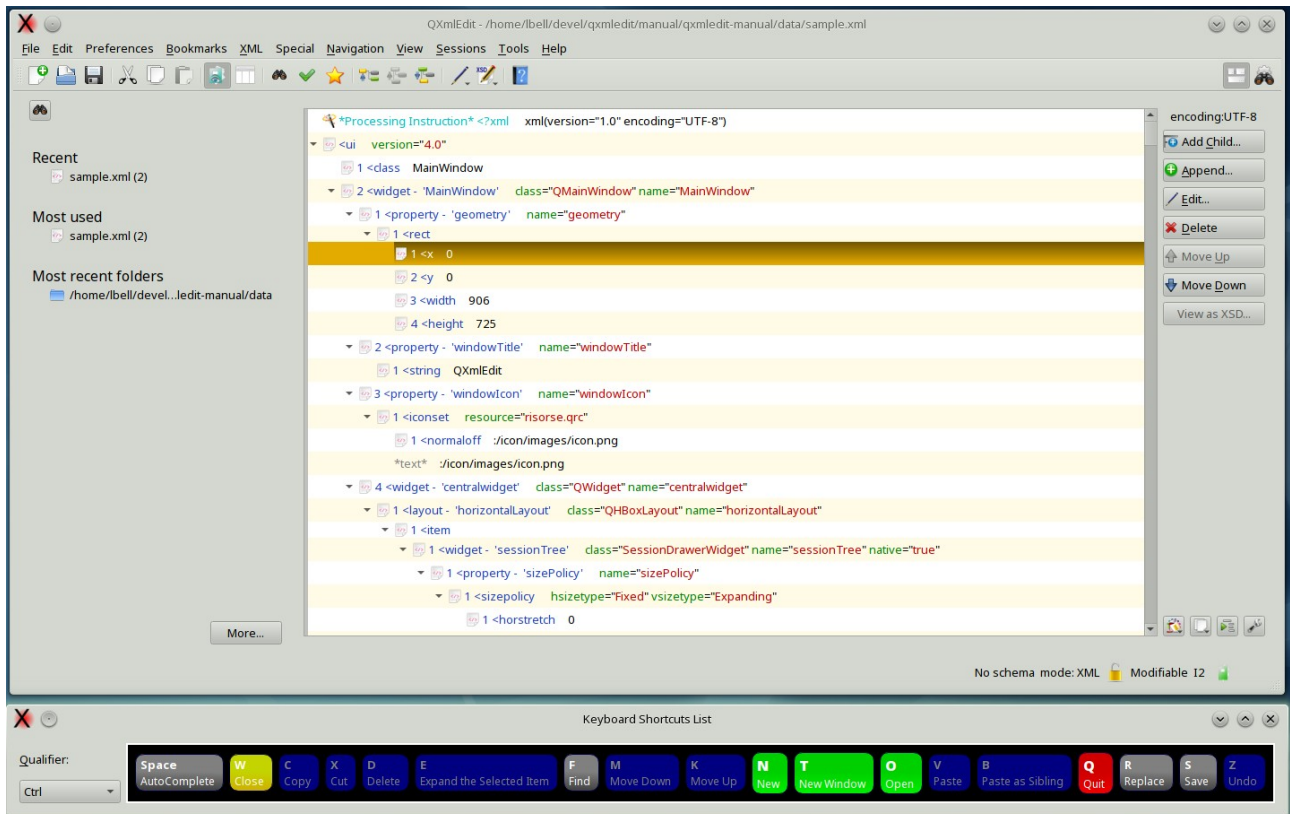 QXmlEdit - /home/lbell/devel/qxmledit/manual/qxmledit-manual/data/sample.xml
File Edit Preferences Bookmarks XML Special Navigation View Sessions Tools Help
Recent
sample.xml (2)
Most used
sample.xml (2)
Most recent folders
/home/lbell/devel...ledit-manual/data
More...
*Processing Instruction* <?xml xml(version="1.0" encoding="UTF-8")
<ui version="4.0"
1 <class MainWindow
2 <widget - 'MainWindow' class="QMainWindow" name="MainWindow"
1 <property - 'geometry' name="geometry"
1 <rect
1 <x 0
2 <y 0
3 <width 906
4 <height 725
2 <property - 'windowTitle' name="windowTitle"
1 <string QXmlEdit
3 <property - 'windowIcon' name="windowIcon"
1 <iconset resource="risorse.qrc"
1 <normaloff :/icon/images/icon.png
*text* :/icon/images/icon.png
4 <widget - 'centralwidget' class="QWidget" name="centralwidget"
1 <layout - 'horizontalLayout' class="QHBoxLayout" name="horizontalLayout"
1 <item
1 <widget - 'sessionTree' class="SessionDrawerWidget" name="sessionTree" native="true"
1 <property - 'sizePolicy' name="sizePolicy"
1 <sizepolicy hsizetype="Fixed" vsizetype="Expanding"
1 <horstretch 0
encoding:UTF-8
Add Child...
Append...
Edit...
Delete
Move Up
Move Down
View as XSD...
No schema mode: XML Modifiable I2
Keyboard Shortcuts List
Qualifier:
Ctrl
Space W C X D E F M K N T O V B Q R S Z
AutoComplete Close Copy Cut Delete Expand the Selected Item Find Move Down Move Up New New Window Open Paste Paste as Sibling Quit Replace Save Undo